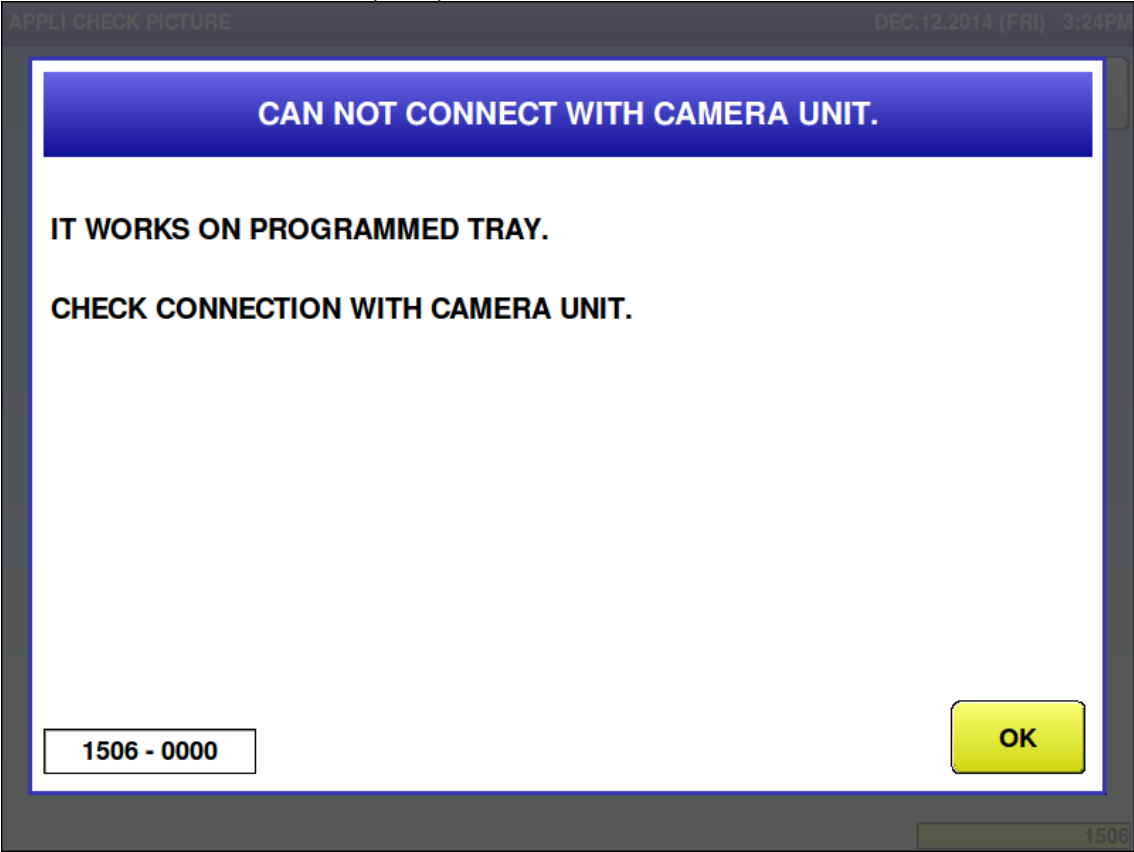 APPLI CHECK PICTURE DEC.12.2014 (FRI) 3:24PM
CAN NOT CONNECT WITH CAMERA UNIT.
IT WORKS ON PROGRAMMED TRAY.
CHECK CONNECTION WITH CAMERA UNIT.
1506 - 0000
OK
1506